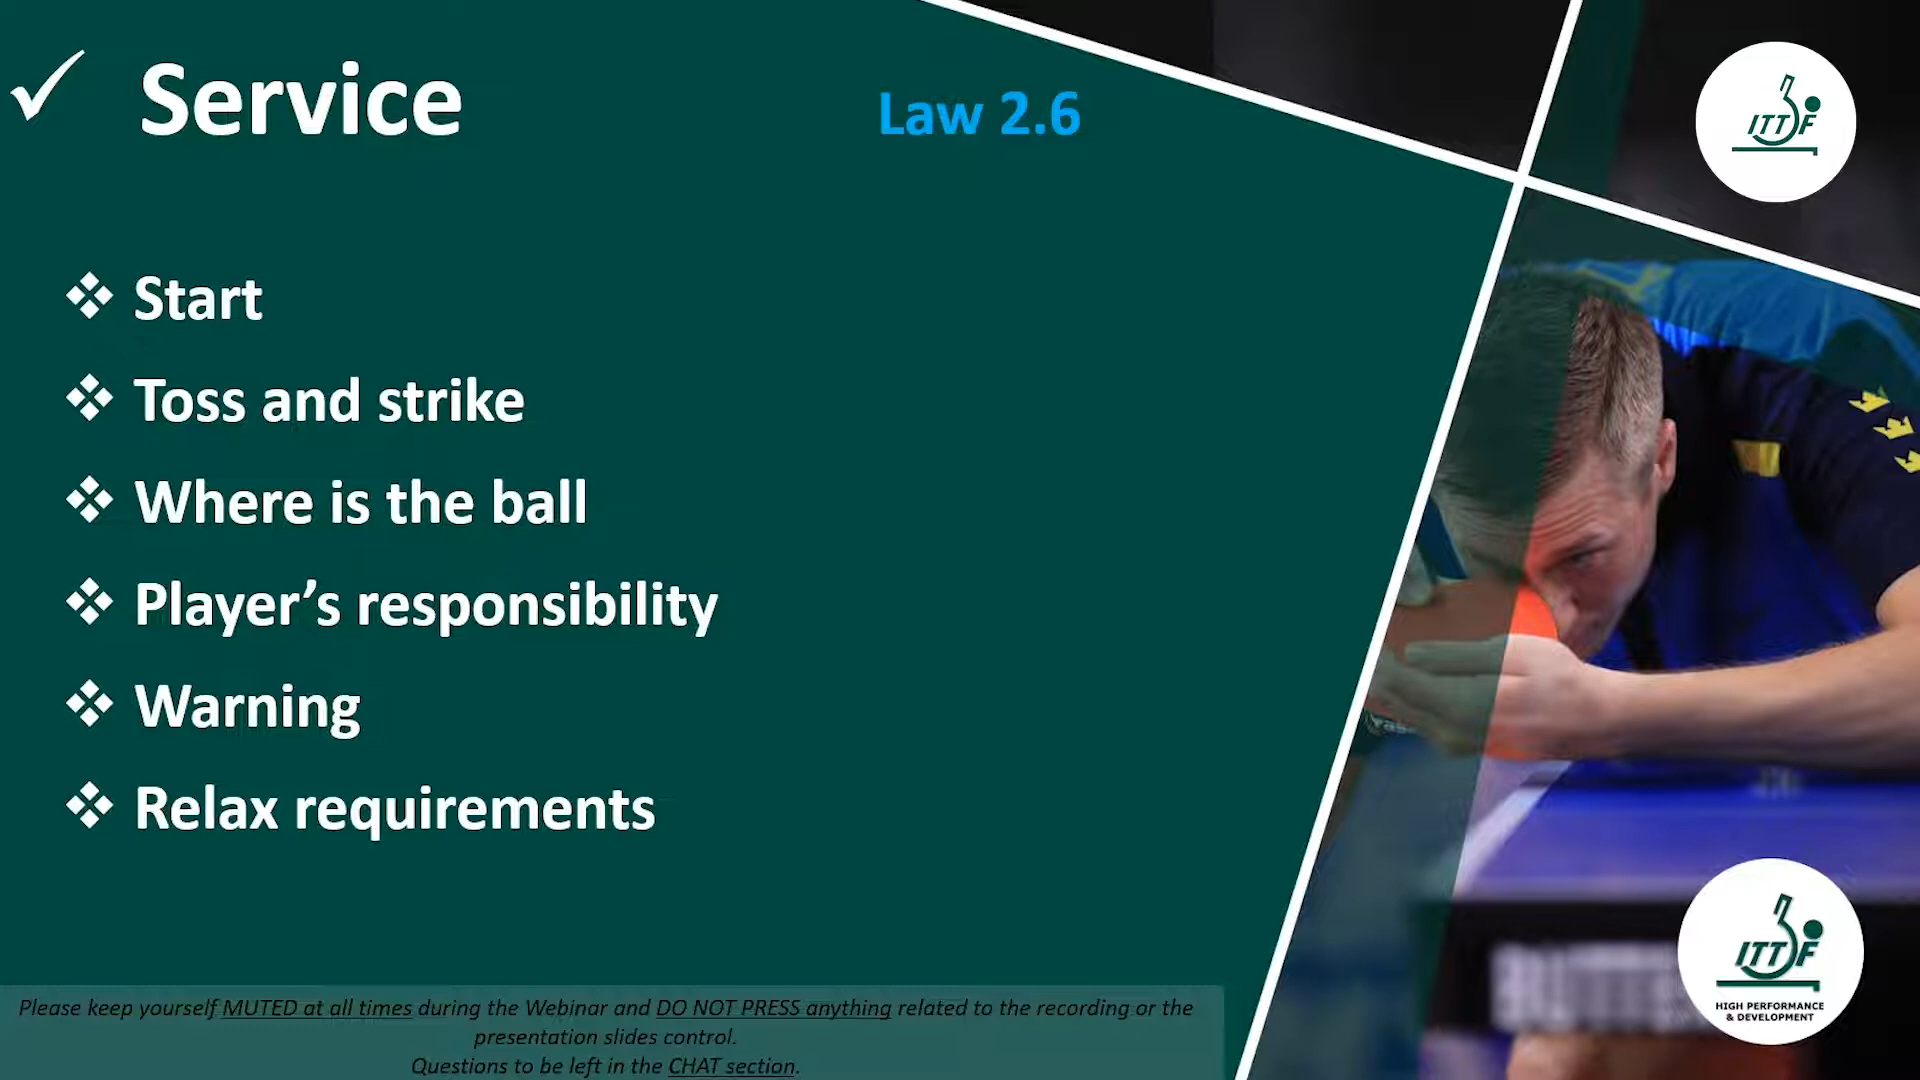 ✓ Service
Law 2.6
ITTF
❖ Start
❖ Toss and strike
❖ Where is the ball
❖ Player’s responsibility
❖ Warning
❖ Relax requirements
ITTF
HIGH PERFORMANCE
& DEVELOPMENT
Please keep yourself MUTED at all times during the Webinar and DO NOT PRESS anything related to the recording or the
presentation slides control.
Questions to be left in the CHAT section.